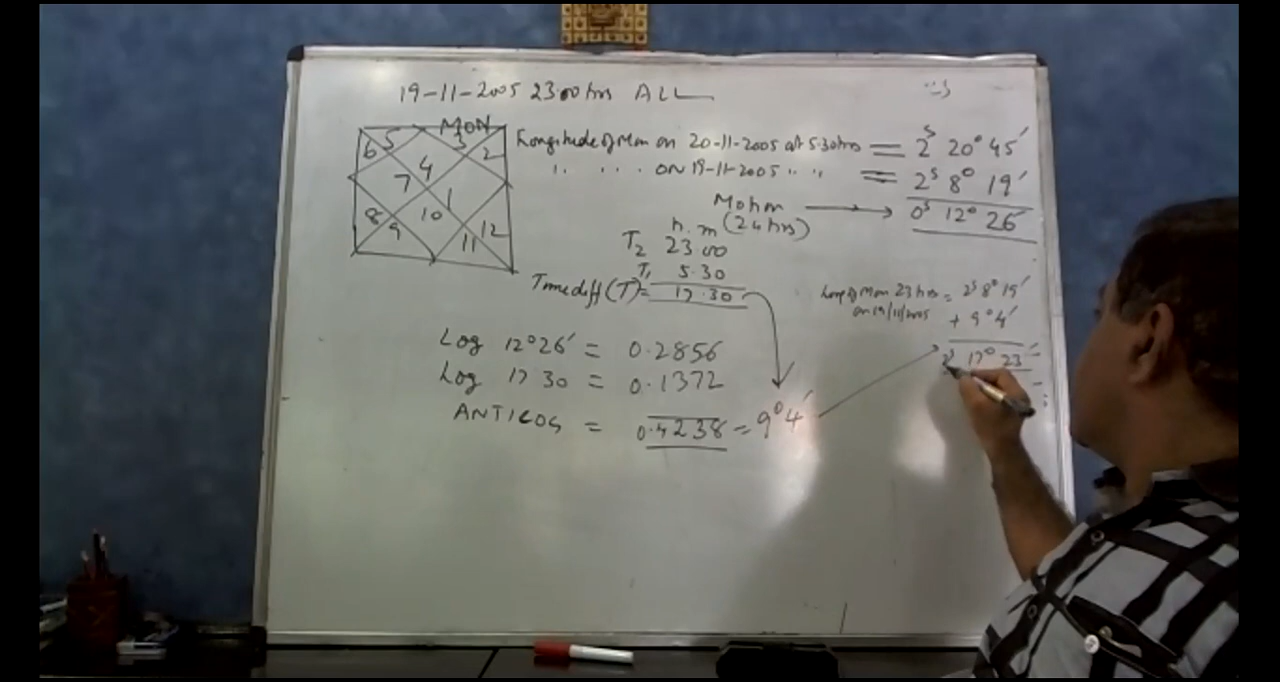 19-11-2005 23.00 hrs ALL
MON
5
6
3
2
4
7
1
10
8
9
12
11
Longitude of Mon on 20-11-2005 at 5.30hrs = 2ˢ 20° 45′
" . . . . ON 19-11-2005 " " = 2ˢ 8° 19′
Mohm → 0ˢ 12° 26′
(24 hrs)
h. m
T₂ 23 00
T₁ 5.30
Time diff (T) = 17.30
Log 12°26′ = 0.2856
Log 17 30 = 0.1372
ANTILOG = 0.4238 = 9°4′
Long of Mon 23 hrs = 2ˢ 8° 19′
on 19/11/2005 + 9°4′
2ˢ 17° 23′